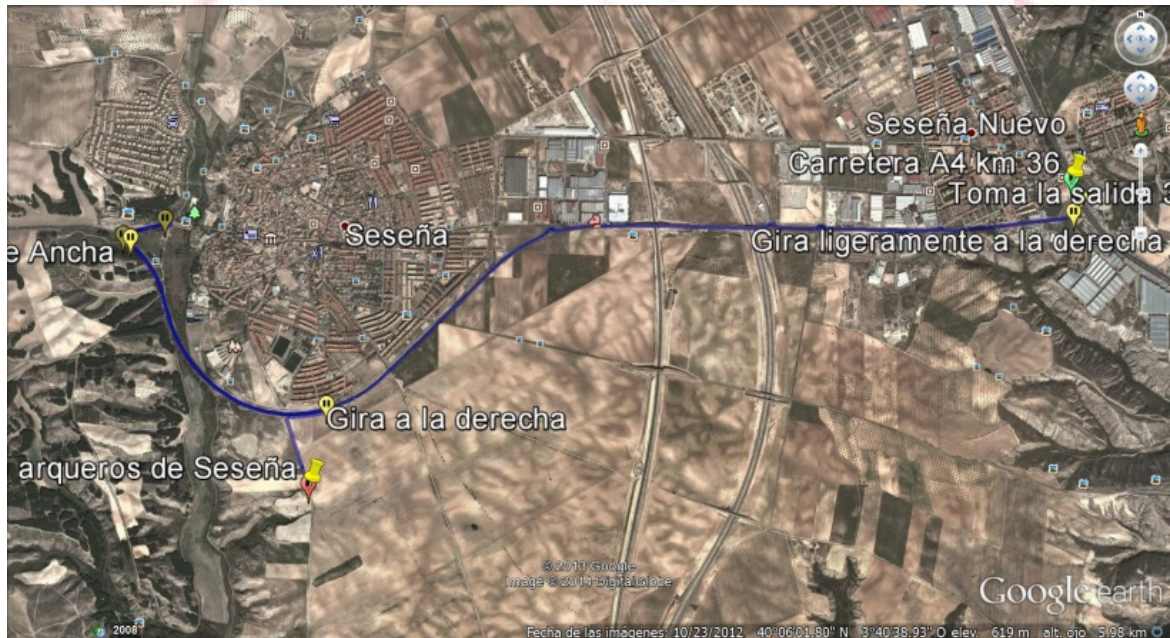 Seseña Nuevo
Carretera A4 km 36
Toma la salida
Seseña
Gira ligeramente a la derecha
e Ancha
Gira a la derecha
arqueros de Seseña
© 2013 Google
Image © 2014 DigitalGlobe
Google earth
2008
Fecha de las imágenes: 10/23/2012 40°06'01.80" N 3°40'38.93" O elev. 619 m alt. ojo 5.98 km